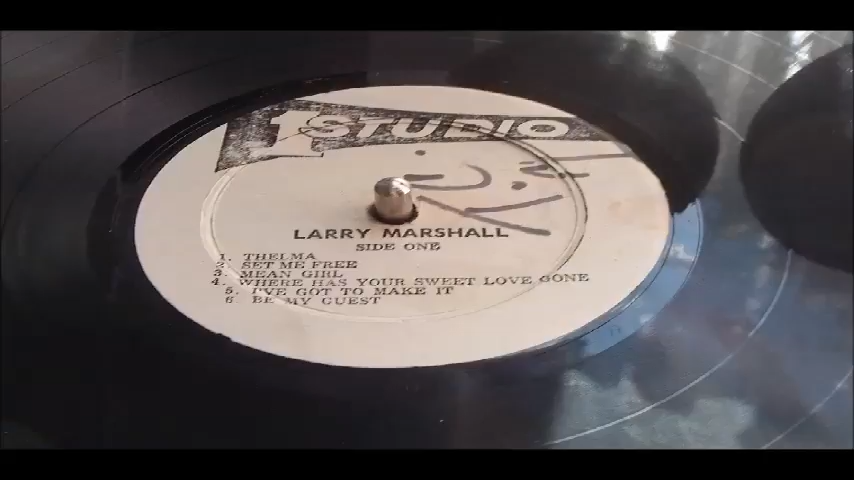 1 STUDIO
LARRY MARSHALL
SIDE ONE
1. THELMA
2. SET ME FREE
3. MEAN GIRL
4. WHERE HAS YOUR SWEET LOVE GONE
5. I'VE GOT TO MAKE IT
6 BE MY GUEST